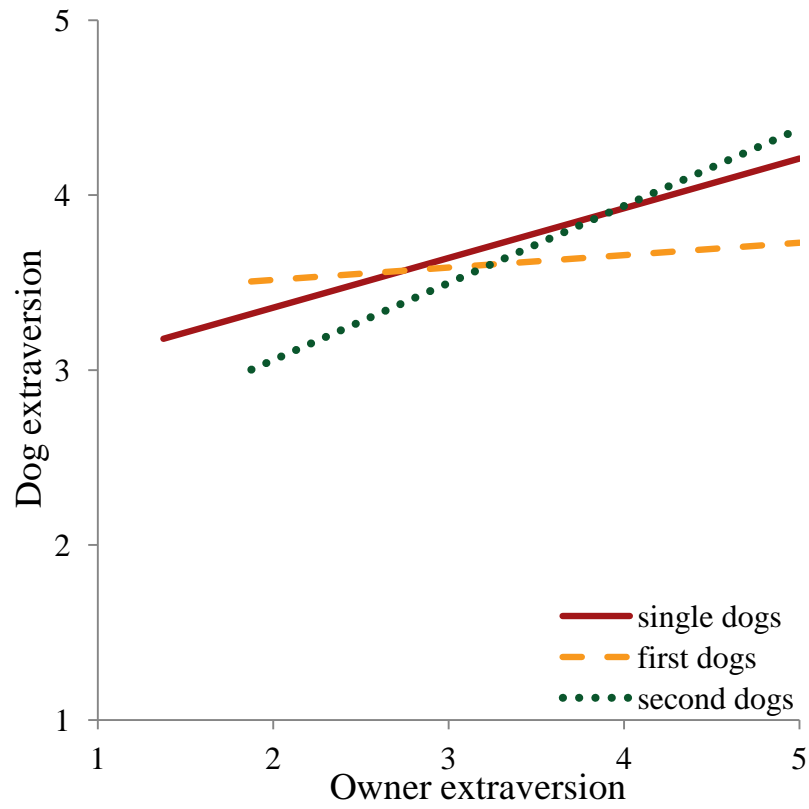 5
4
3
2
1
Dog extraversion
single dogs
first dogs
second dogs
1 2 3 4 5
Owner extraversion